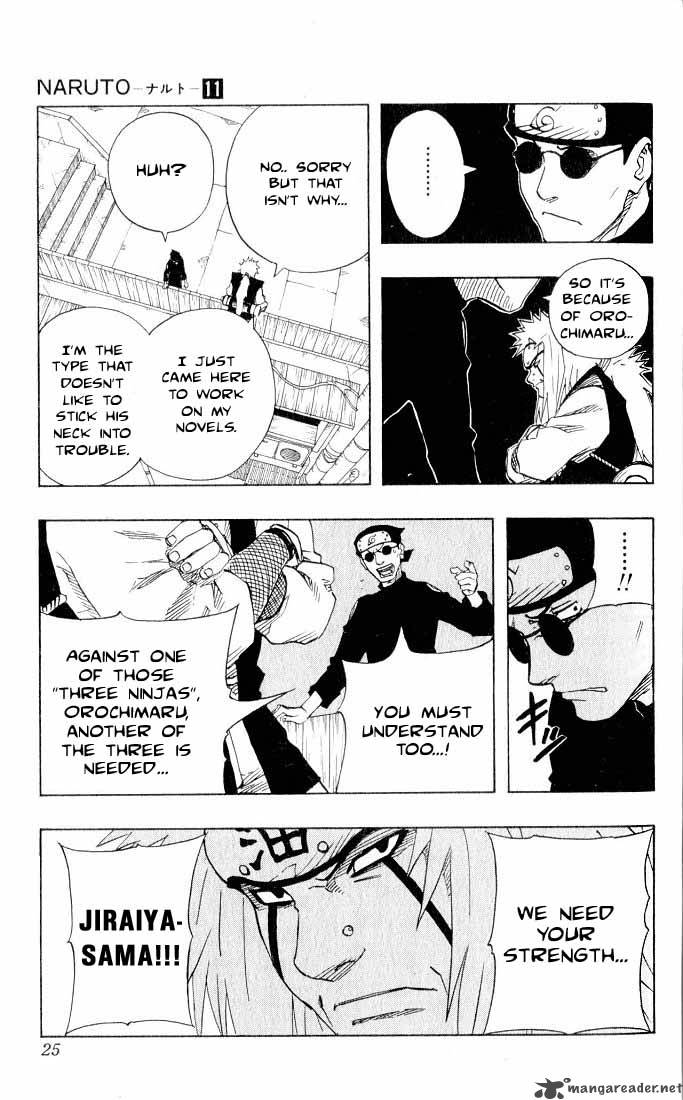 NARUTO —ナルト— 11
.........
SO IT'S
BECAUSE
OF ORO-
CHIMARU...
NO.. SORRY
BUT THAT
ISN'T WHY...
HUH?
I JUST
CAME HERE
TO WORK
ON MY
NOVELS.
I'M THE
TYPE THAT
DOESN'T
LIKE TO
STICK HIS
NECK INTO
TROUBLE.
......!!
ギッ
YOU MUST
UNDERSTAND
TOO...!
AGAINST ONE
OF THOSE
"THREE NINJAS",
OROCHIMARU,
ANOTHER OF
THE THREE IS
NEEDED...
WE NEED
YOUR
STRENGTH...
油
JIRAIYA-
SAMA!!!
25
mangareader.net